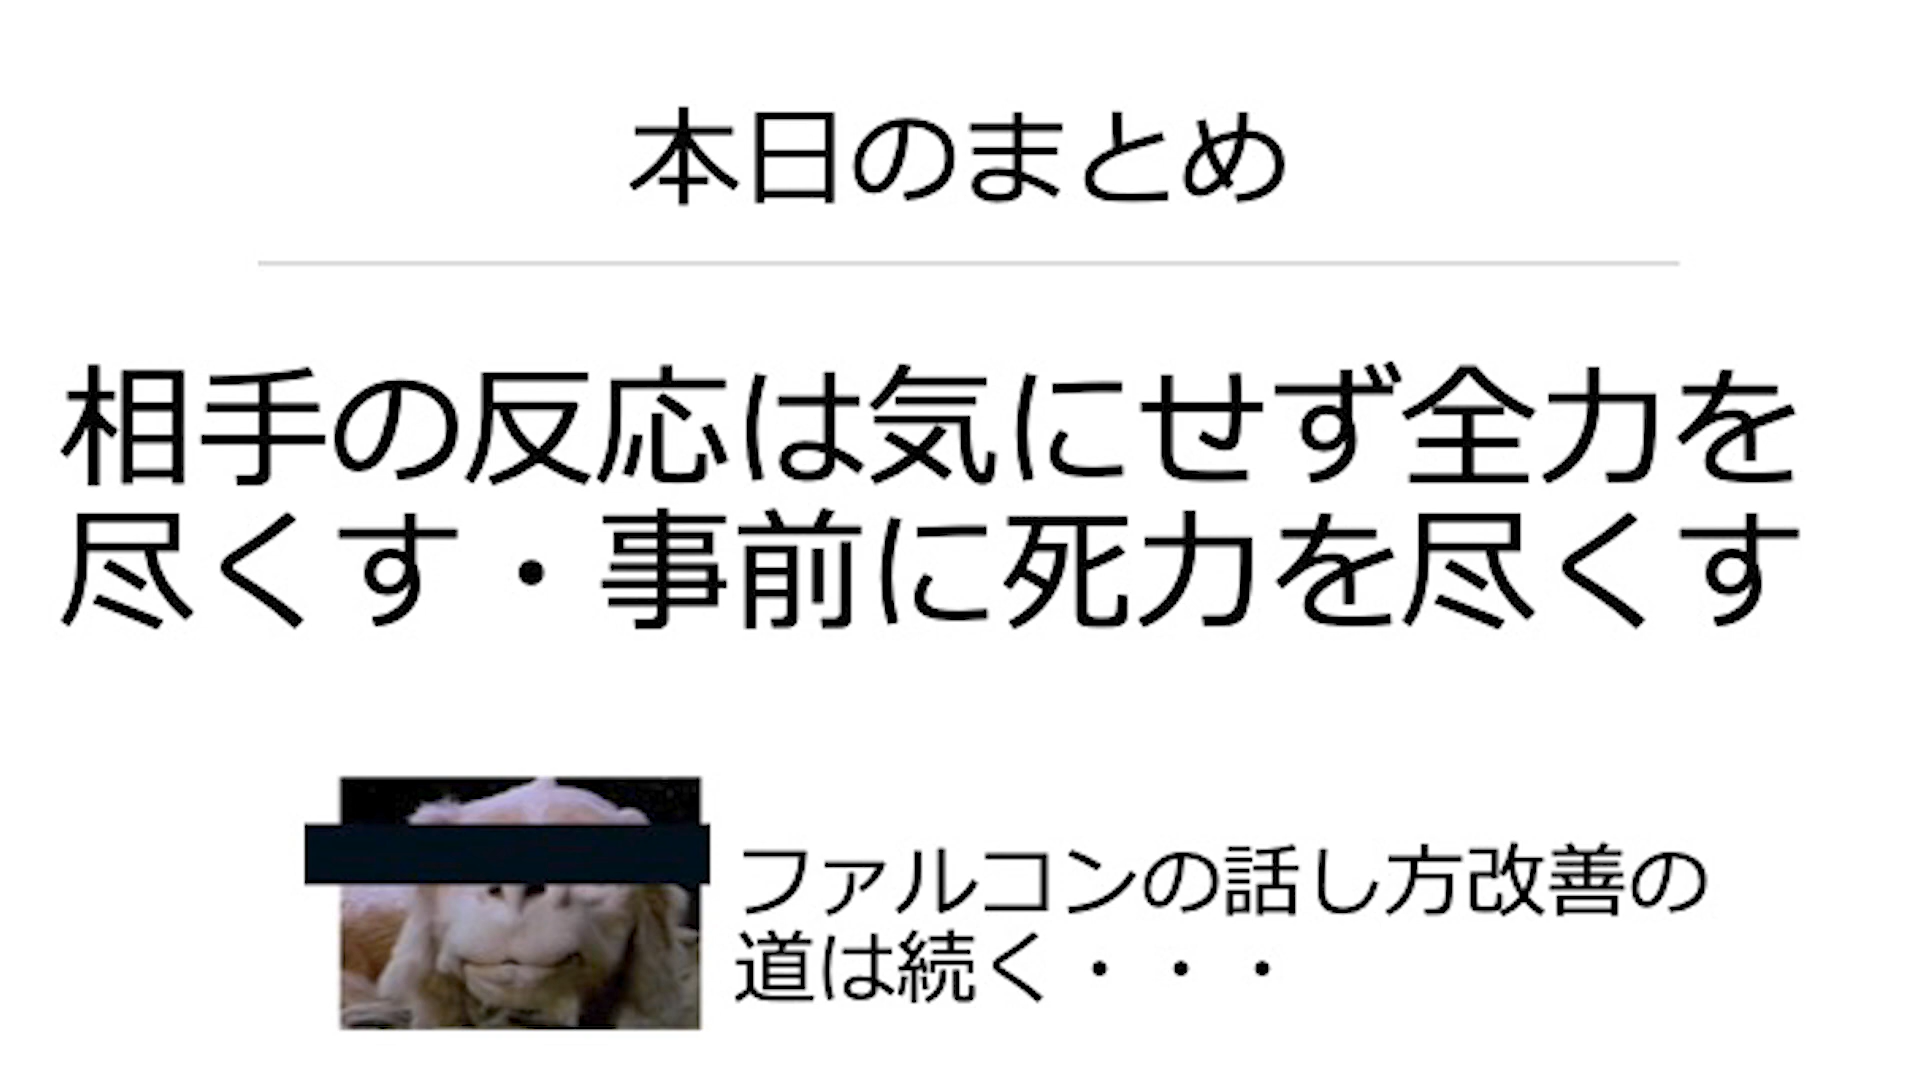 本日のまとめ
相手の反応は気にせず全力を
尽くす・事前に死力を尽くす
ファルコンの話し方改善の
道は続く・・・